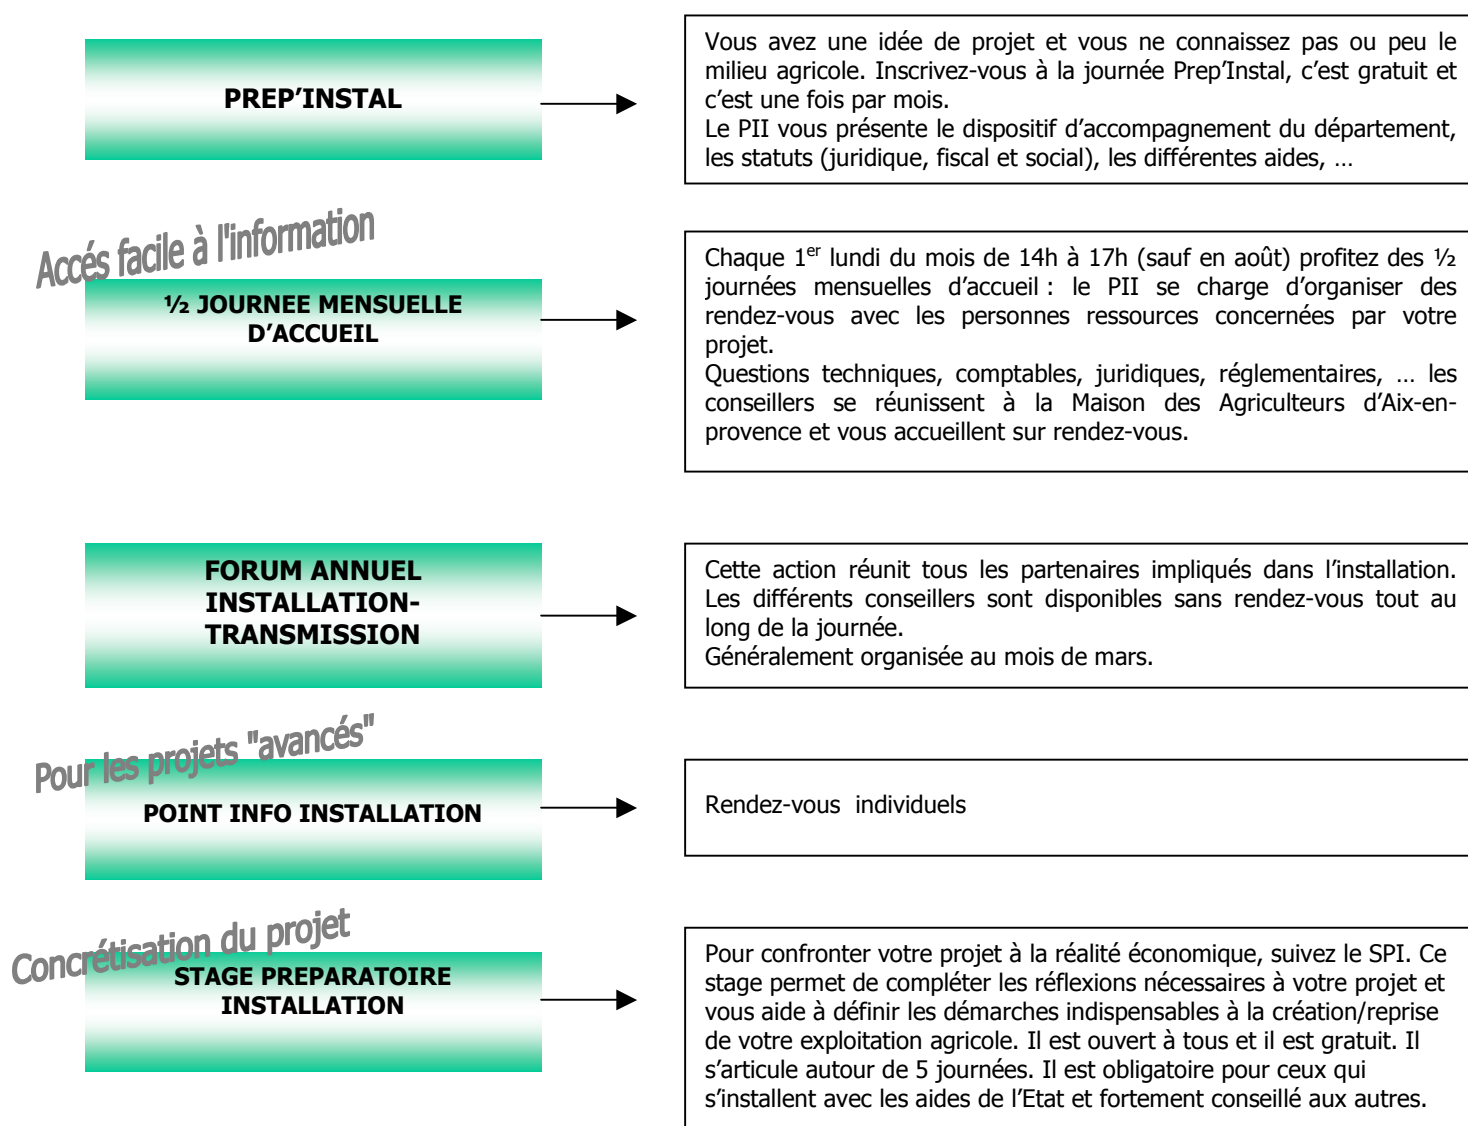 PREP’INSTAL
Vous avez une idée de projet et vous ne connaissez pas ou peu le
milieu agricole. Inscrivez-vous à la journée Prep’Instal, c’est gratuit et
c’est une fois par mois.
Le PII vous présente le dispositif d’accompagnement du département,
les statuts (juridique, fiscal et social), les différentes aides, …
Accés facile à l'information
½ JOURNEE MENSUELLE
D’ACCUEIL
Chaque 1er lundi du mois de 14h à 17h (sauf en août) profitez des ½
journées mensuelles d’accueil : le PII se charge d’organiser des
rendez-vous avec les personnes ressources concernées par votre
projet.
Questions techniques, comptables, juridiques, réglementaires, … les
conseillers se réunissent à la Maison des Agriculteurs d’Aix-en-
provence et vous accueillent sur rendez-vous.
FORUM ANNUEL
INSTALLATION-
TRANSMISSION
Cette action réunit tous les partenaires impliqués dans l’installation.
Les différents conseillers sont disponibles sans rendez-vous tout au
long de la journée.
Généralement organisée au mois de mars.
Pour les projets "avancés"
POINT INFO INSTALLATION
Rendez-vous individuels
Concrétisation du projet
STAGE PREPARATOIRE
INSTALLATION
Pour confronter votre projet à la réalité économique, suivez le SPI. Ce
stage permet de compléter les réflexions nécessaires à votre projet et
vous aide à définir les démarches indispensables à la création/reprise
de votre exploitation agricole. Il est ouvert à tous et il est gratuit. Il
s’articule autour de 5 journées. Il est obligatoire pour ceux qui
s’installent avec les aides de l’Etat et fortement conseillé aux autres.